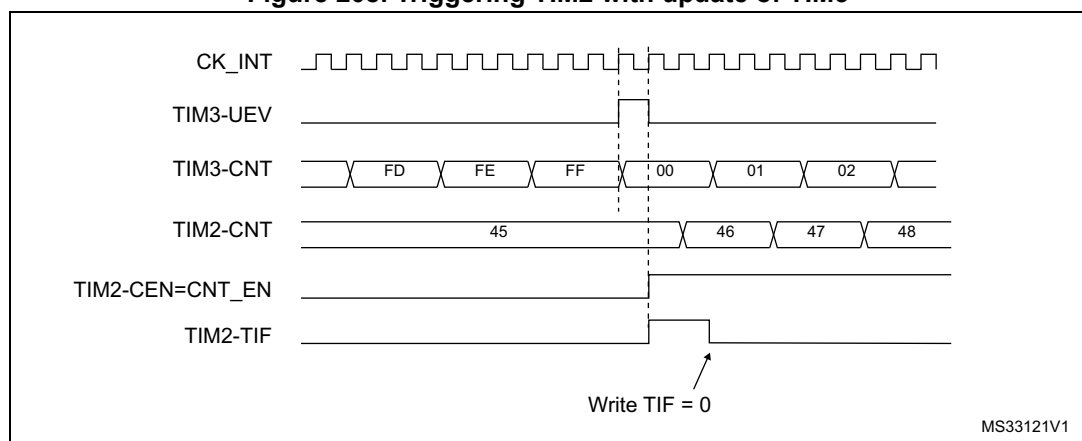 CK_INT
TIM3-UEV
TIM3-CNT FD FE FF 00 01 02
TIM2-CNT 45 46 47 48
TIM2-CEN=CNT_EN
TIM2-TIF
Write TIF = 0
MS33121V1